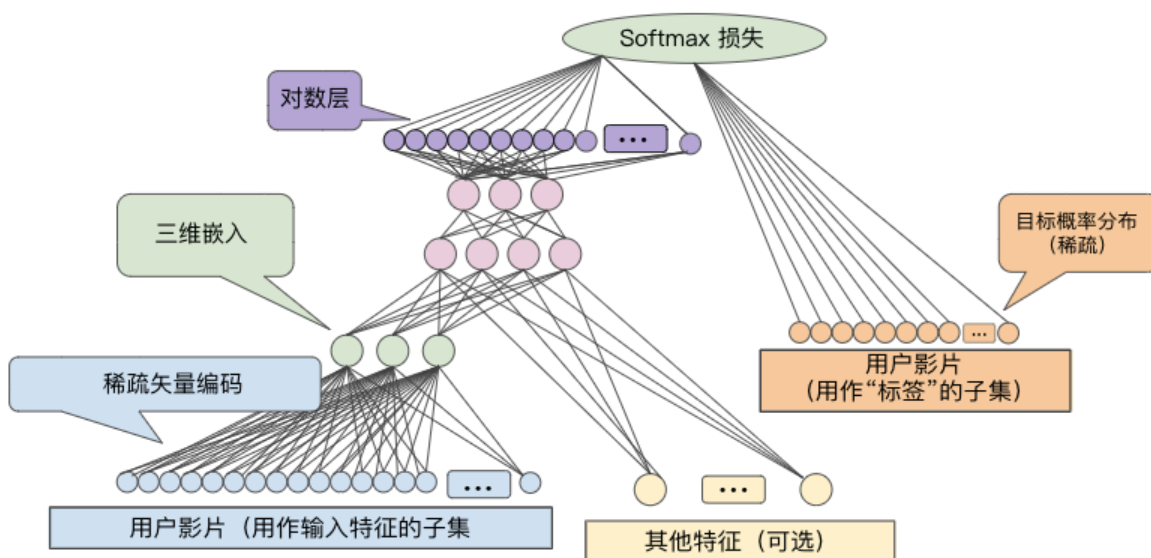 Softmax 损失
对数层
三维嵌入
目标概率分布
（稀疏）
...
...
用户影片
（用作“标签”的子集）
稀疏矢量编码
...
...
用户影片（用作输入特征的子集
其他特征（可选）